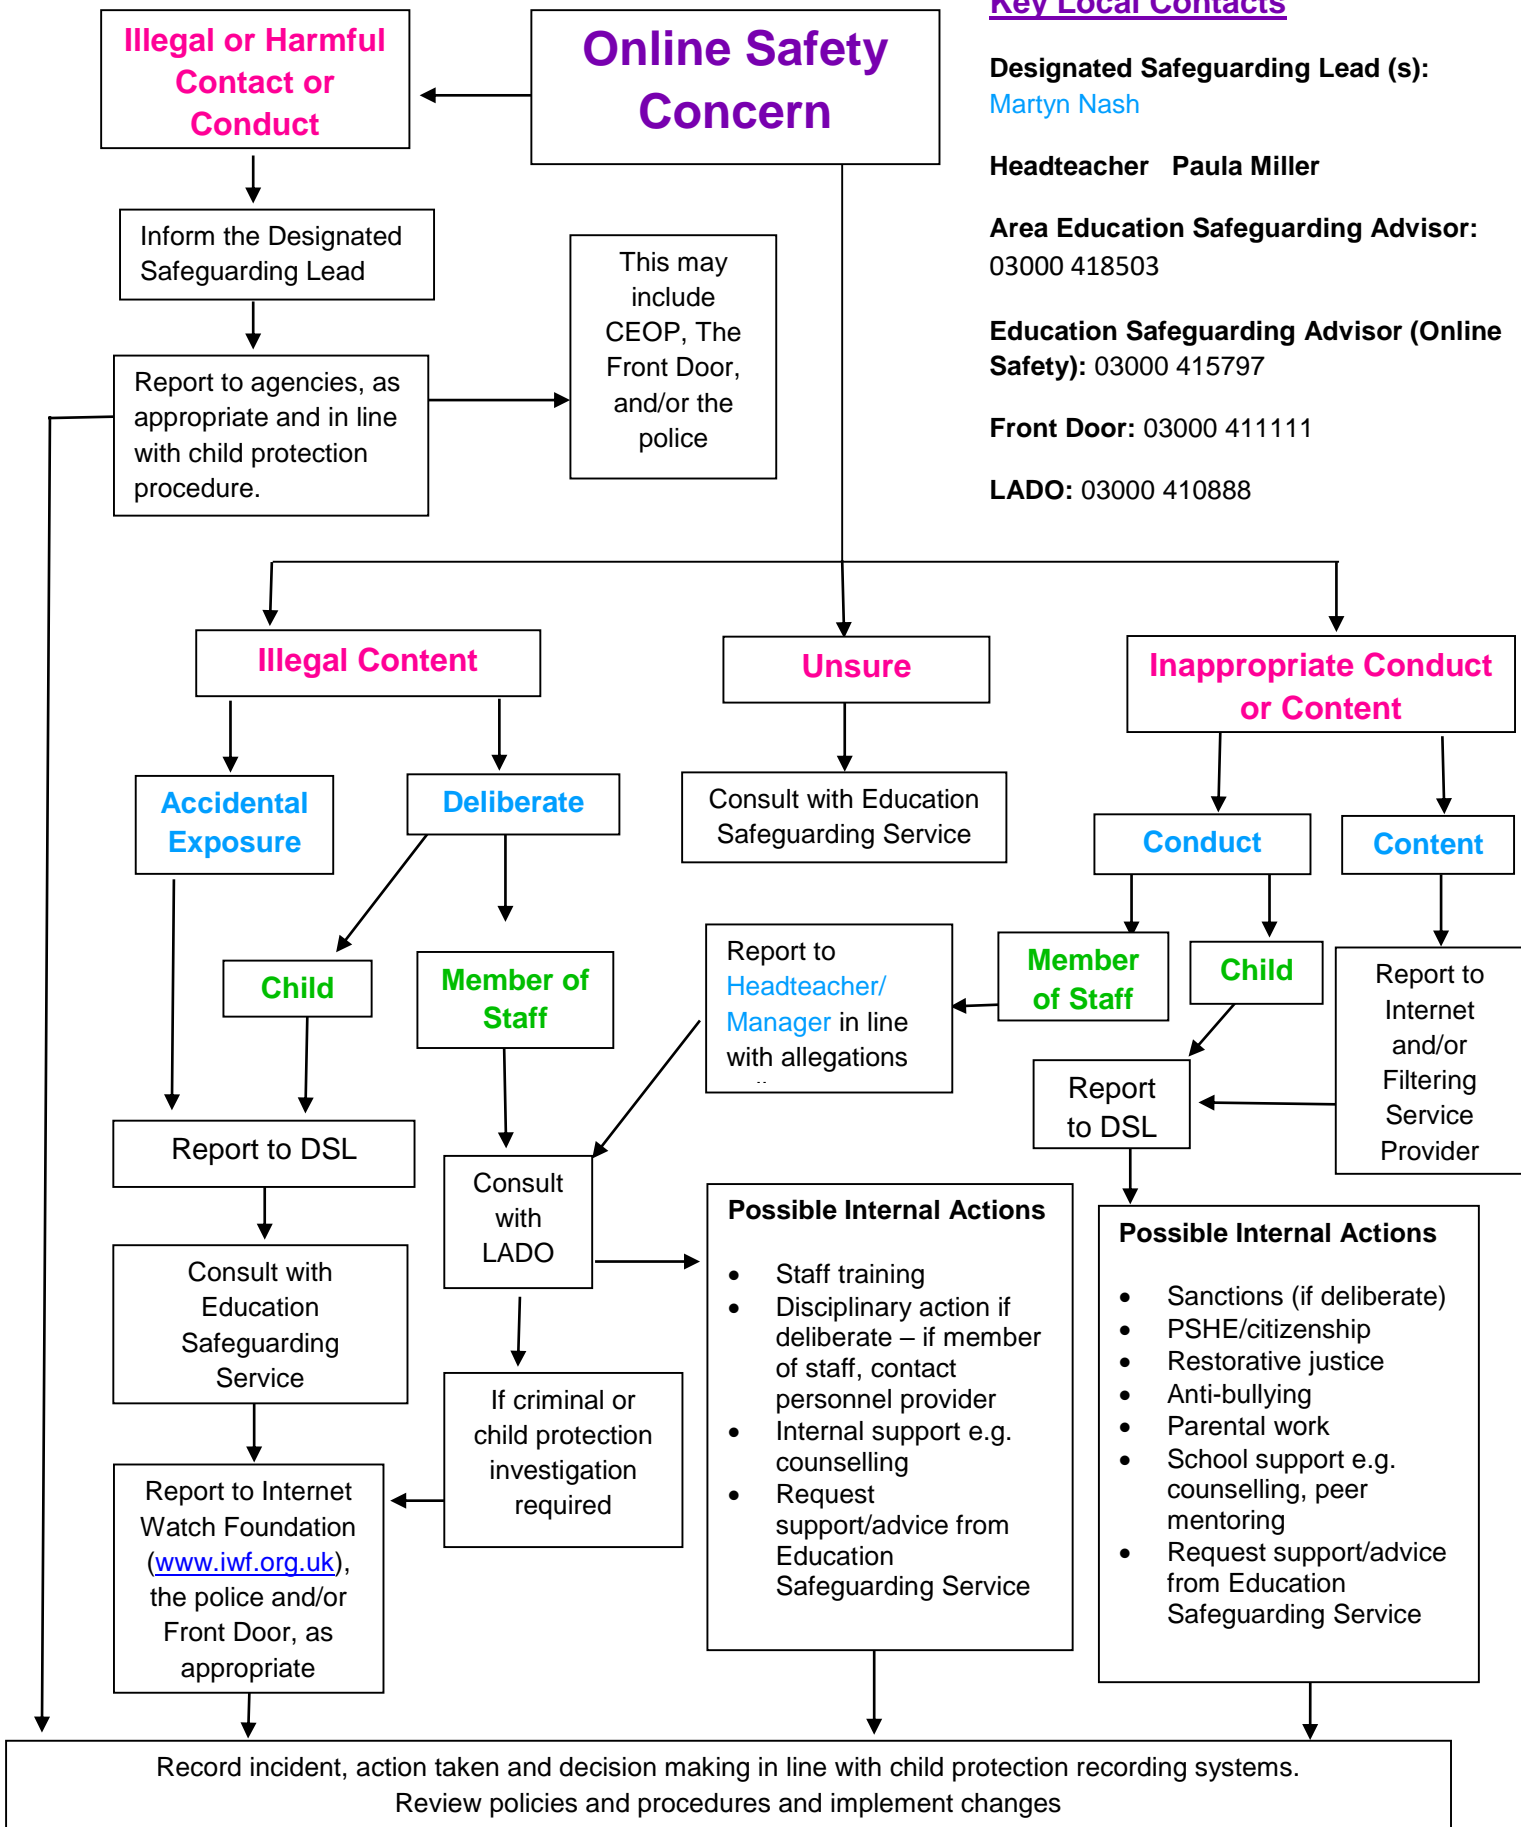 Key Local Contacts
Illegal or Harmful
Contact or
Conduct
Online Safety
Concern
Designated Safeguarding Lead (s):
Martyn Nash
Headteacher Paula Miller
Area Education Safeguarding Advisor:
03000 418503
Education Safeguarding Advisor (Online
Safety): 03000 415797
Front Door: 03000 411111
LADO: 03000 410888
Inform the Designated
Safeguarding Lead
This may
include
CEOP, The
Front Door,
and/or the
police
Report to agencies, as
appropriate and in line
with child protection
procedure.
Illegal Content
Unsure
Inappropriate Conduct
or Content
Accidental
Exposure
Deliberate
Consult with Education
Safeguarding Service
Conduct
Content
Child
Member of
Staff
Report to
Headteacher/
Manager in line
with allegations
Member
of Staff
Child
Report to
Internet
and/or
Filtering
Service
Provider
Report to DSL
Consult
with
LADO
Report
to DSL
Consult with
Education
Safeguarding
Service
If criminal or
child protection
investigation
required
Report to Internet
Watch Foundation
(www.iwf.org.uk),
the police and/or
Front Door, as
appropriate
Possible Internal Actions
• Staff training
• Disciplinary action if
deliberate – if member
of staff, contact
personnel provider
• Internal support e.g.
counselling
• Request
support/advice from
Education
Safeguarding Service
Possible Internal Actions
• Sanctions (if deliberate)
• PSHE/citizenship
• Restorative justice
• Anti-bullying
• Parental work
• School support e.g.
counselling, peer
mentoring
• Request support/advice
from Education
Safeguarding Service
Record incident, action taken and decision making in line with child protection recording systems.
Review policies and procedures and implement changes